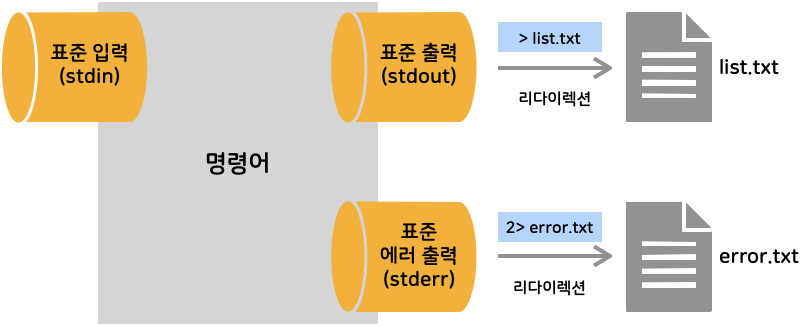 표준 입력
(stdin)
표준 출력
(stdout)
> list.txt
리다이렉션
list.txt
명령어
표준
에러 출력
(stderr)
2> error.txt
리다이렉션
error.txt